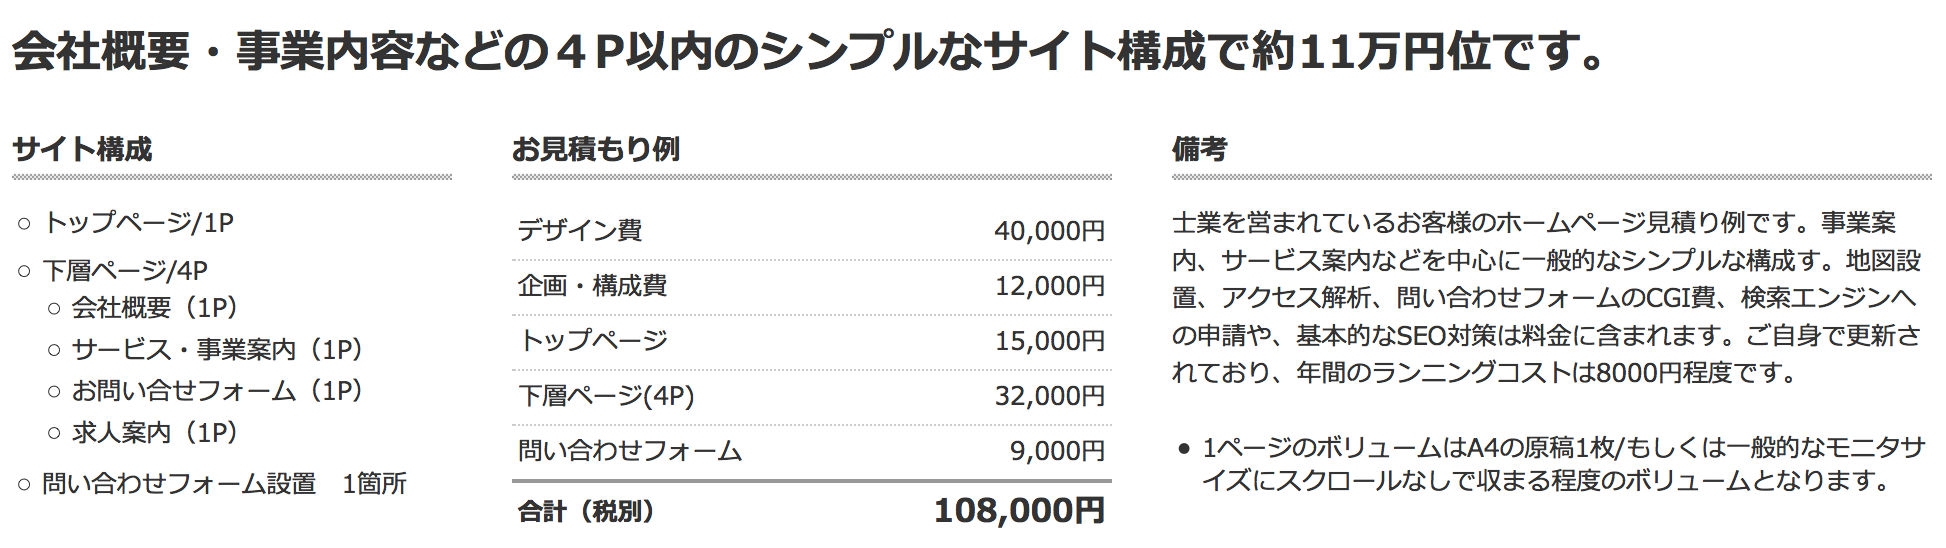 会社概要・事業内容などの４P以内のシンプルなサイト構成で約11万円位です。
サイト構成
○ トップページ/1P
○ 下層ページ/4P
○ 会社概要（1P）
○ サービス・事業案内（1P）
○ お問い合せフォーム（1P）
○ 求人案内（1P）
○ 問い合わせフォーム設置　1箇所
お見積もり例
デザイン費 40,000円
企画・構成費 12,000円
トップページ 15,000円
下層ページ(4P) 32,000円
問い合わせフォーム 9,000円
合計（税別） 108,000円
備考
士業を営まれているお客様のホームページ見積り例です。事業案
内、サービス案内などを中心に一般的なシンプルな構成す。地図設
置、アクセス解析、問い合わせフォームのCGI費、検索エンジンへ
の申請や、基本的なSEO対策は料金に含まれます。ご自身で更新さ
れており、年間のランニングコストは8000円程度です。
● 1ページのボリュームはA4の原稿1枚/もしくは一般的なモニタサ
イズにスクロールなしで収まる程度のボリュームとなります。